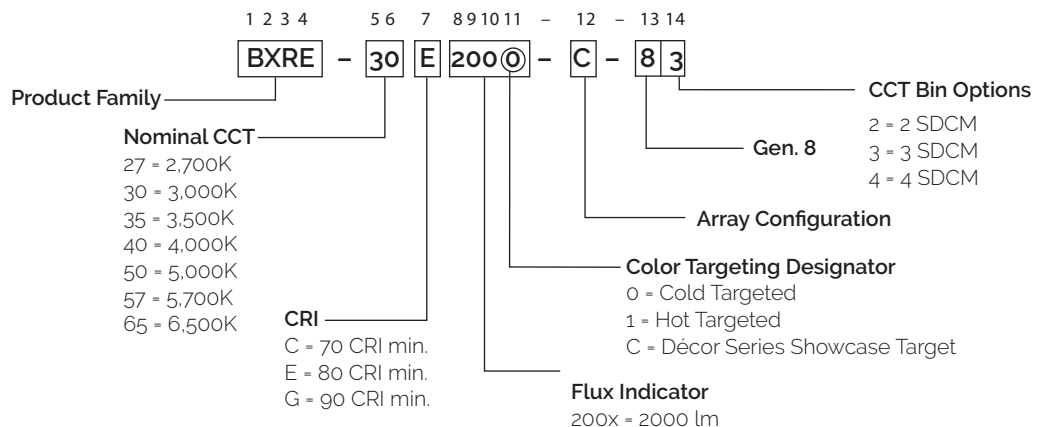 1 2 3 4 5 6 7 8 9 10 11 – 12 – 13 14
BXRE – 30 E 2000 – C – 8 3
Product Family
Nominal CCT
27 = 2,700K
30 = 3,000K
35 = 3,500K
40 = 4,000K
50 = 5,000K
57 = 5,700K
65 = 6,500K
CRI
C = 70 CRI min.
E = 80 CRI min.
G = 90 CRI min.
Flux Indicator
200x = 2000 lm
Color Targeting Designator
0 = Cold Targeted
1 = Hot Targeted
C = Décor Series Showcase Target
Array Configuration
Gen. 8
CCT Bin Options
2 = 2 SDCM
3 = 3 SDCM
4 = 4 SDCM